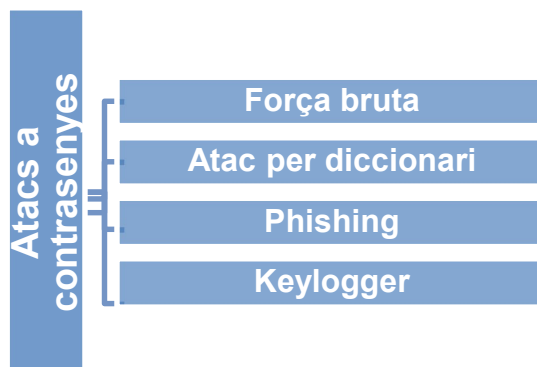 Atacs a
contrasenyes
Força bruta
Atac per diccionari
Phishing
Keylogger